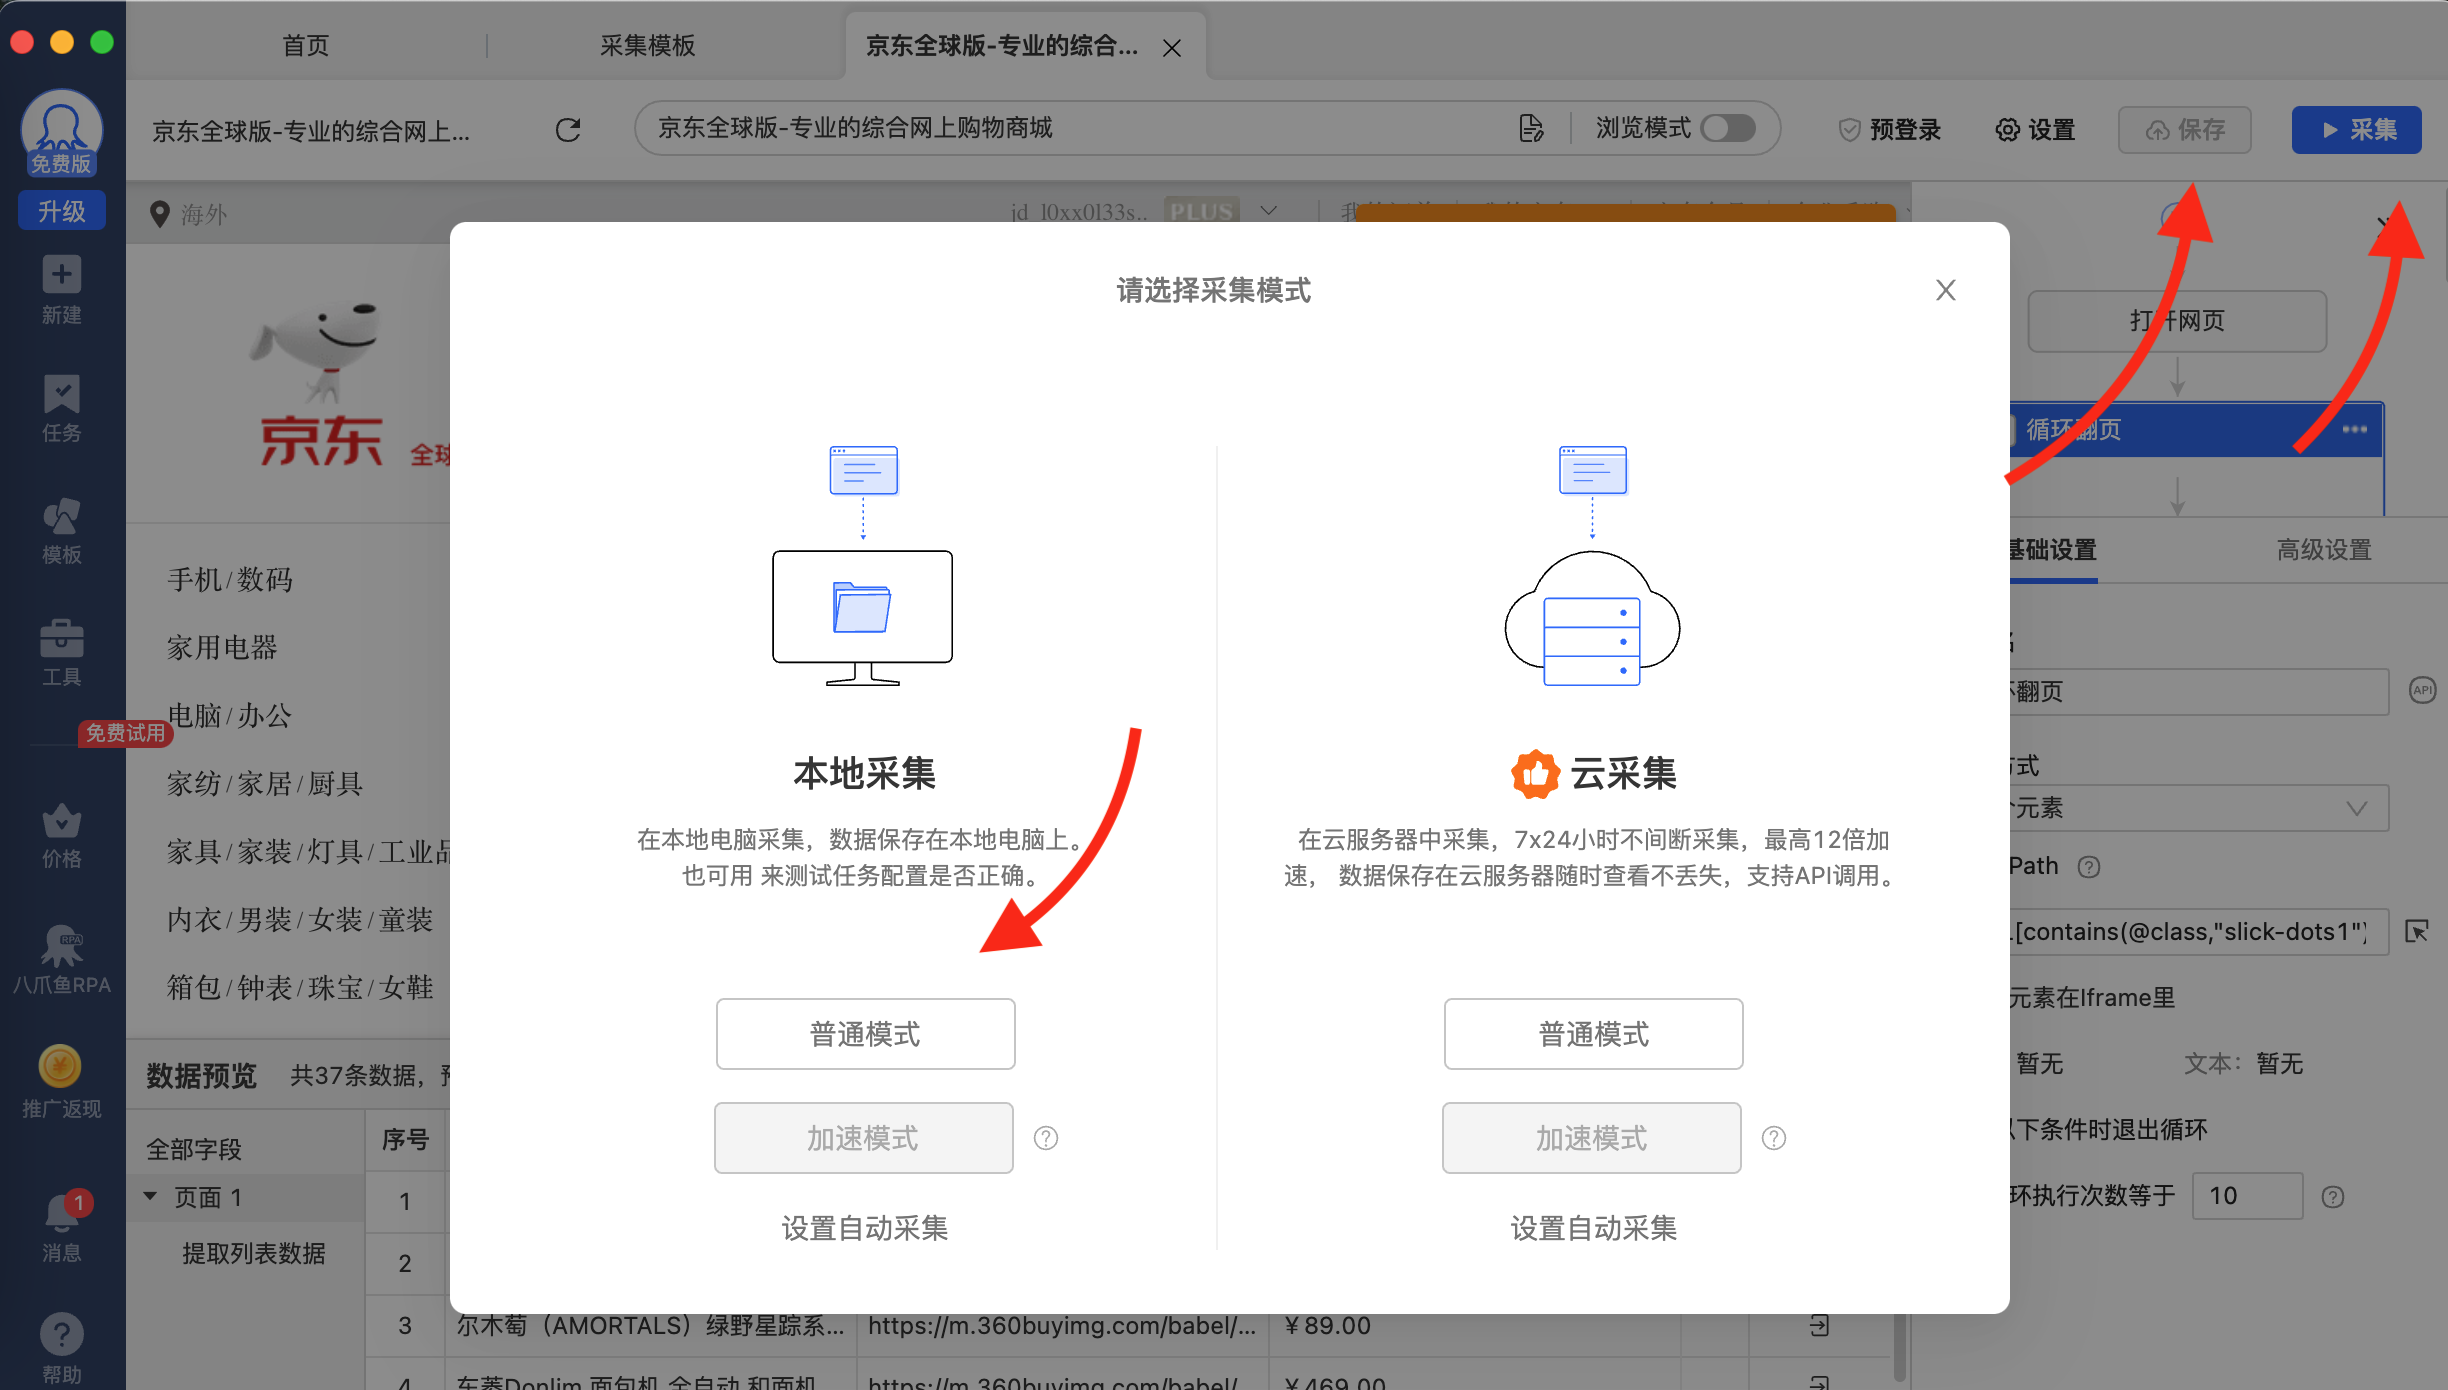 首页
采集模板
京东全球版-专业的综合...
免费版
升级
新建
任务
模板
工具
免费试用
价格
RPA
八爪鱼RPA
推广返现
1
消息
帮助
京东全球版-专业的综合网上...
京东全球版-专业的综合网上购物商城
浏览模式
预登录
设置
保存
采集
海外
jd_l0xx0l33s..
PLUS
京东
手机/数码
家用电器
电脑/办公
家纺/家居/厨具
家具/家装/灯具/工业品
内衣/男装/女装/童装
箱包/钟表/珠宝/女鞋
请选择采集模式
X
本地采集
在本地电脑采集，数据保存在本地电脑上。
也可用 来测试任务配置是否正确。
普通模式
加速模式
?
设置自动采集
云采集
在云服务器中采集，7x24小时不间断采集，最高12倍加
速， 数据保存在云服务器随时查看不丢失，支持API调用。
普通模式
加速模式
?
设置自动采集
打开网页
循环翻页
基础设置
高级设置
翻页
API
方式
个元素
Path
?
[contains(@class,"slick-dots1")
元素在Iframe里
暂无
文本：
暂无
以下条件时退出循环
环执行次数等于
10
?
数据预览
共37条数据，预
全部字段
页面 1
提取列表数据
序号
1
2
3
尔木萄（AMORTALS）绿野星踪系...
https://m.360buyimg.com/babel/...
¥ 89.00
4
东菱Donlim 面包机 全自动 和面机
https://m.360buyimg.com/babel/
¥ 469.00